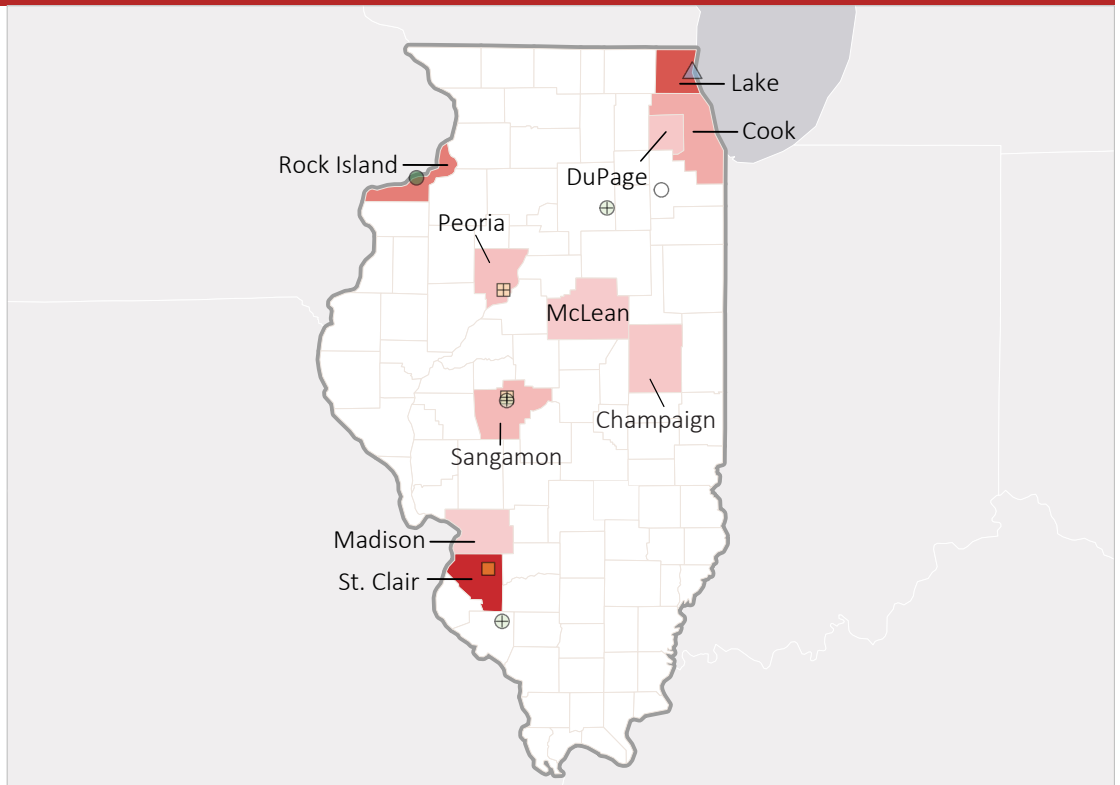 Lake
Cook
Rock Island
DuPage
Peoria
McLean
Champaign
Sangamon
Madison
St. Clair